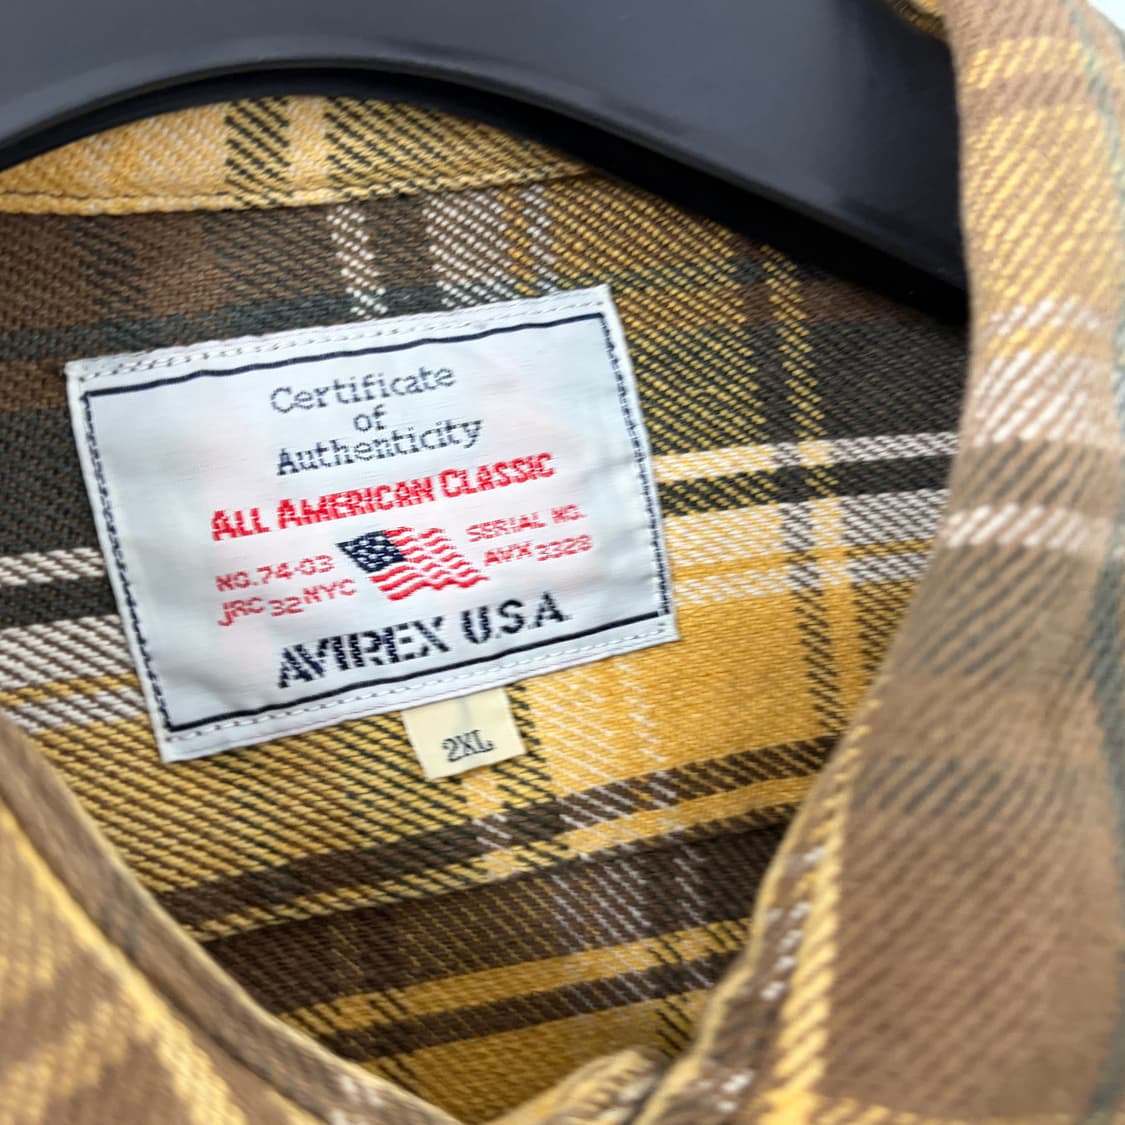 Certificate
of
Authenticity
ALL AMERICAN CLASSIC
NO.74-03
JRC 32 NYC
SERIAL NO.
AVX 3328
AVIREX U.S.A.
2XL